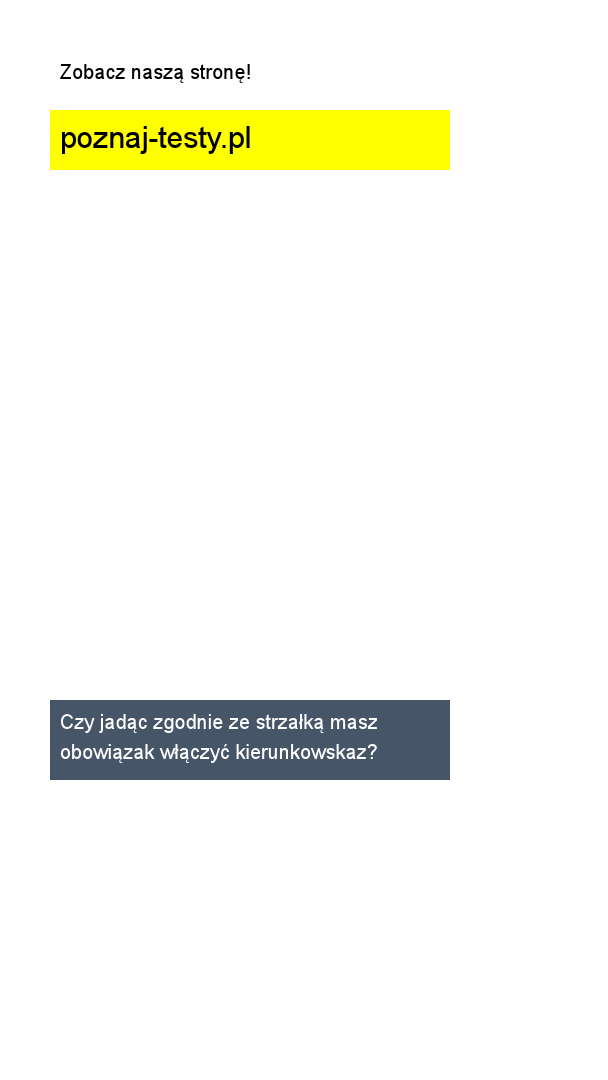 Zobacz naszą stronę!
poznaj-testy.pl
Czy jadąc zgodnie ze strzałką masz
obowiązak włączyć kierunkowskaz?